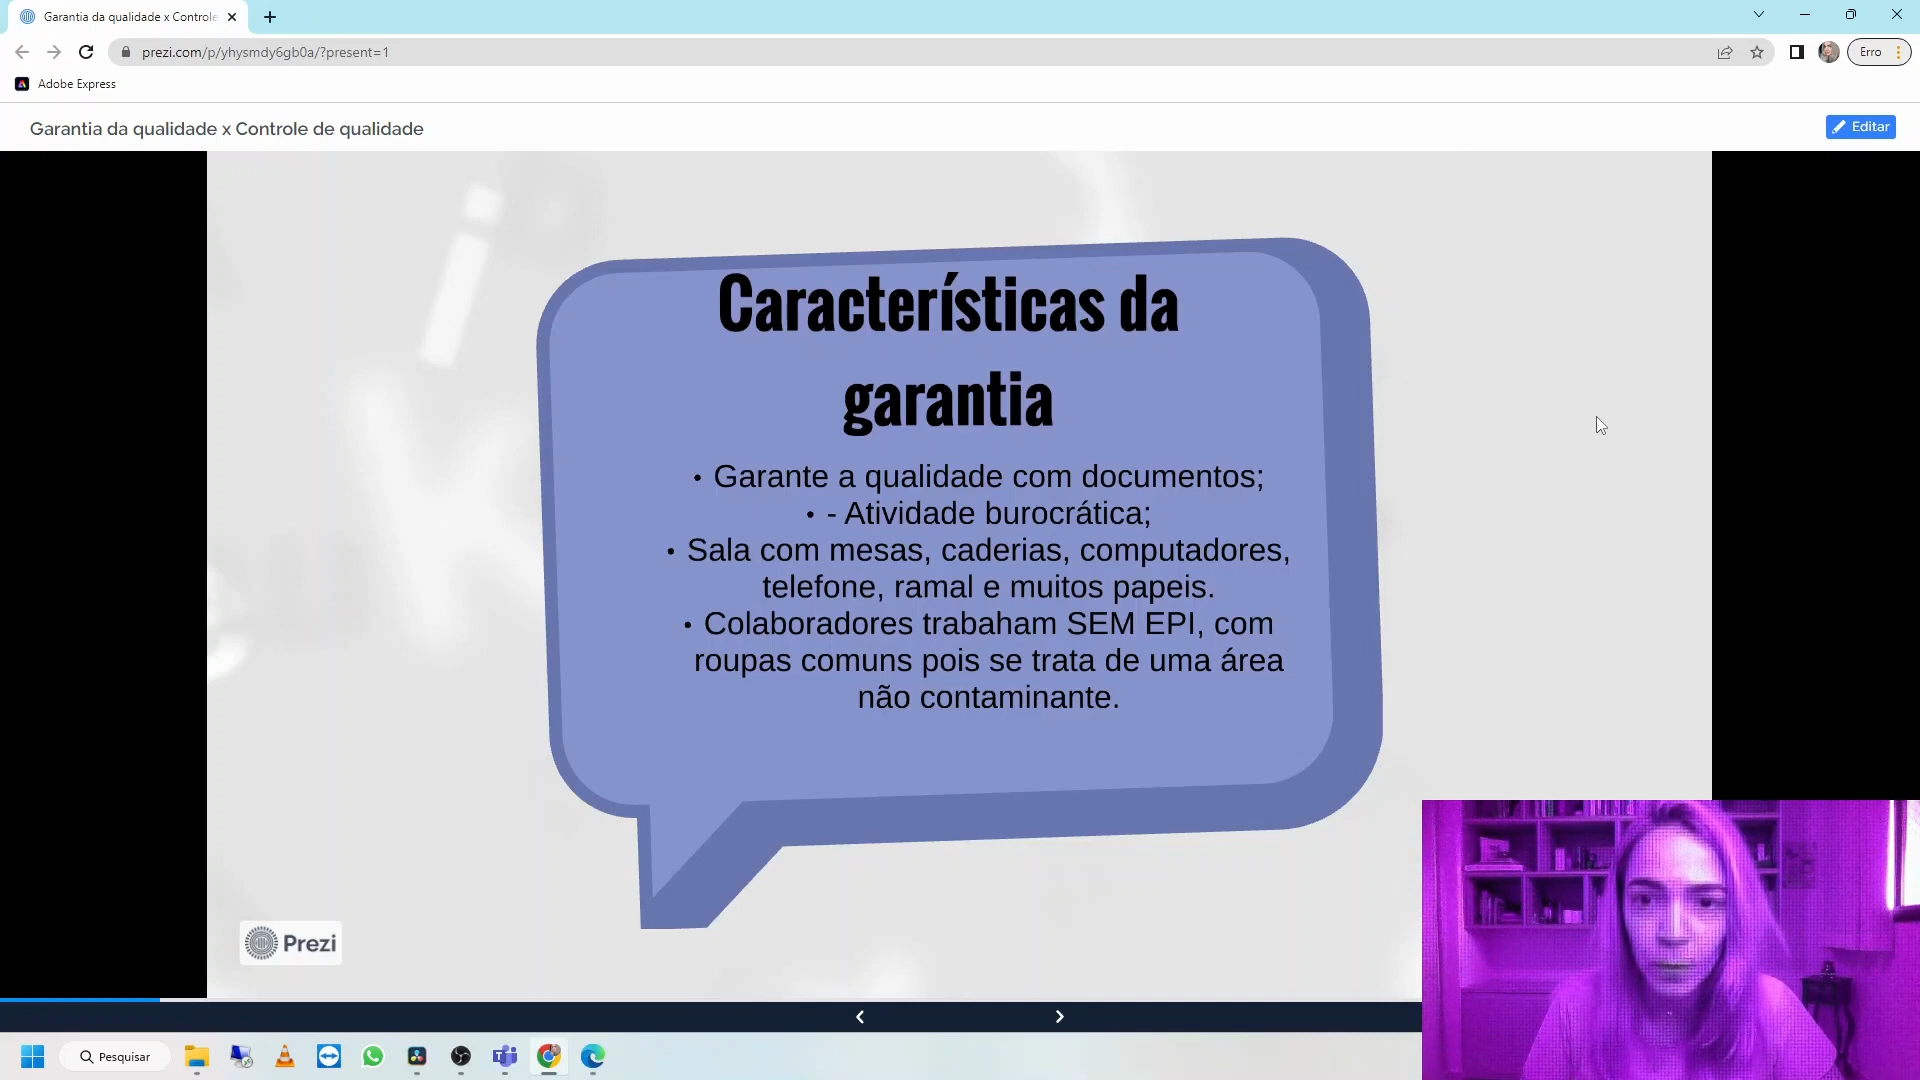 Garantia da qualidade x Controle
prezi.com/p/yhysmdy6gb0a/?present=1
Erro
Adobe Express
Garantia da qualidade x Controle de qualidade
Editar
Características da
garantia
• Garante a qualidade com documentos;
• - Atividade burocrática;
• Sala com mesas, caderias, computadores,
telefone, ramal e muitos papeis.
• Colaboradores trabaham SEM EPI, com
roupas comuns pois se trata de uma área
não contaminante.
Prezi
Pesquisar